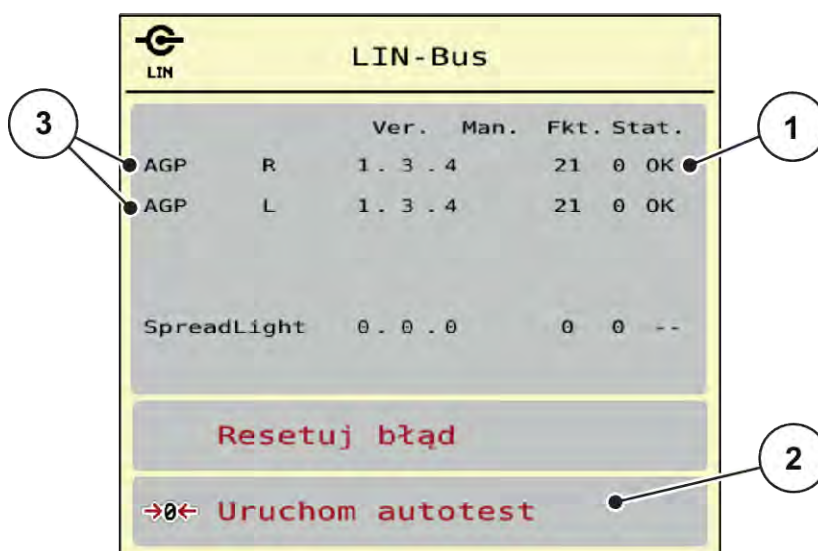 LIN
LIN-Bus
Ver. Man. Fkt. Stat.
AGP R 1.3.4 21 0 OK
AGP L 1.3.4 21 0 OK
SpreadLight 0.0.0 0 0 --
Resetuj błąd
→0← Uruchom autotest
3
1
2